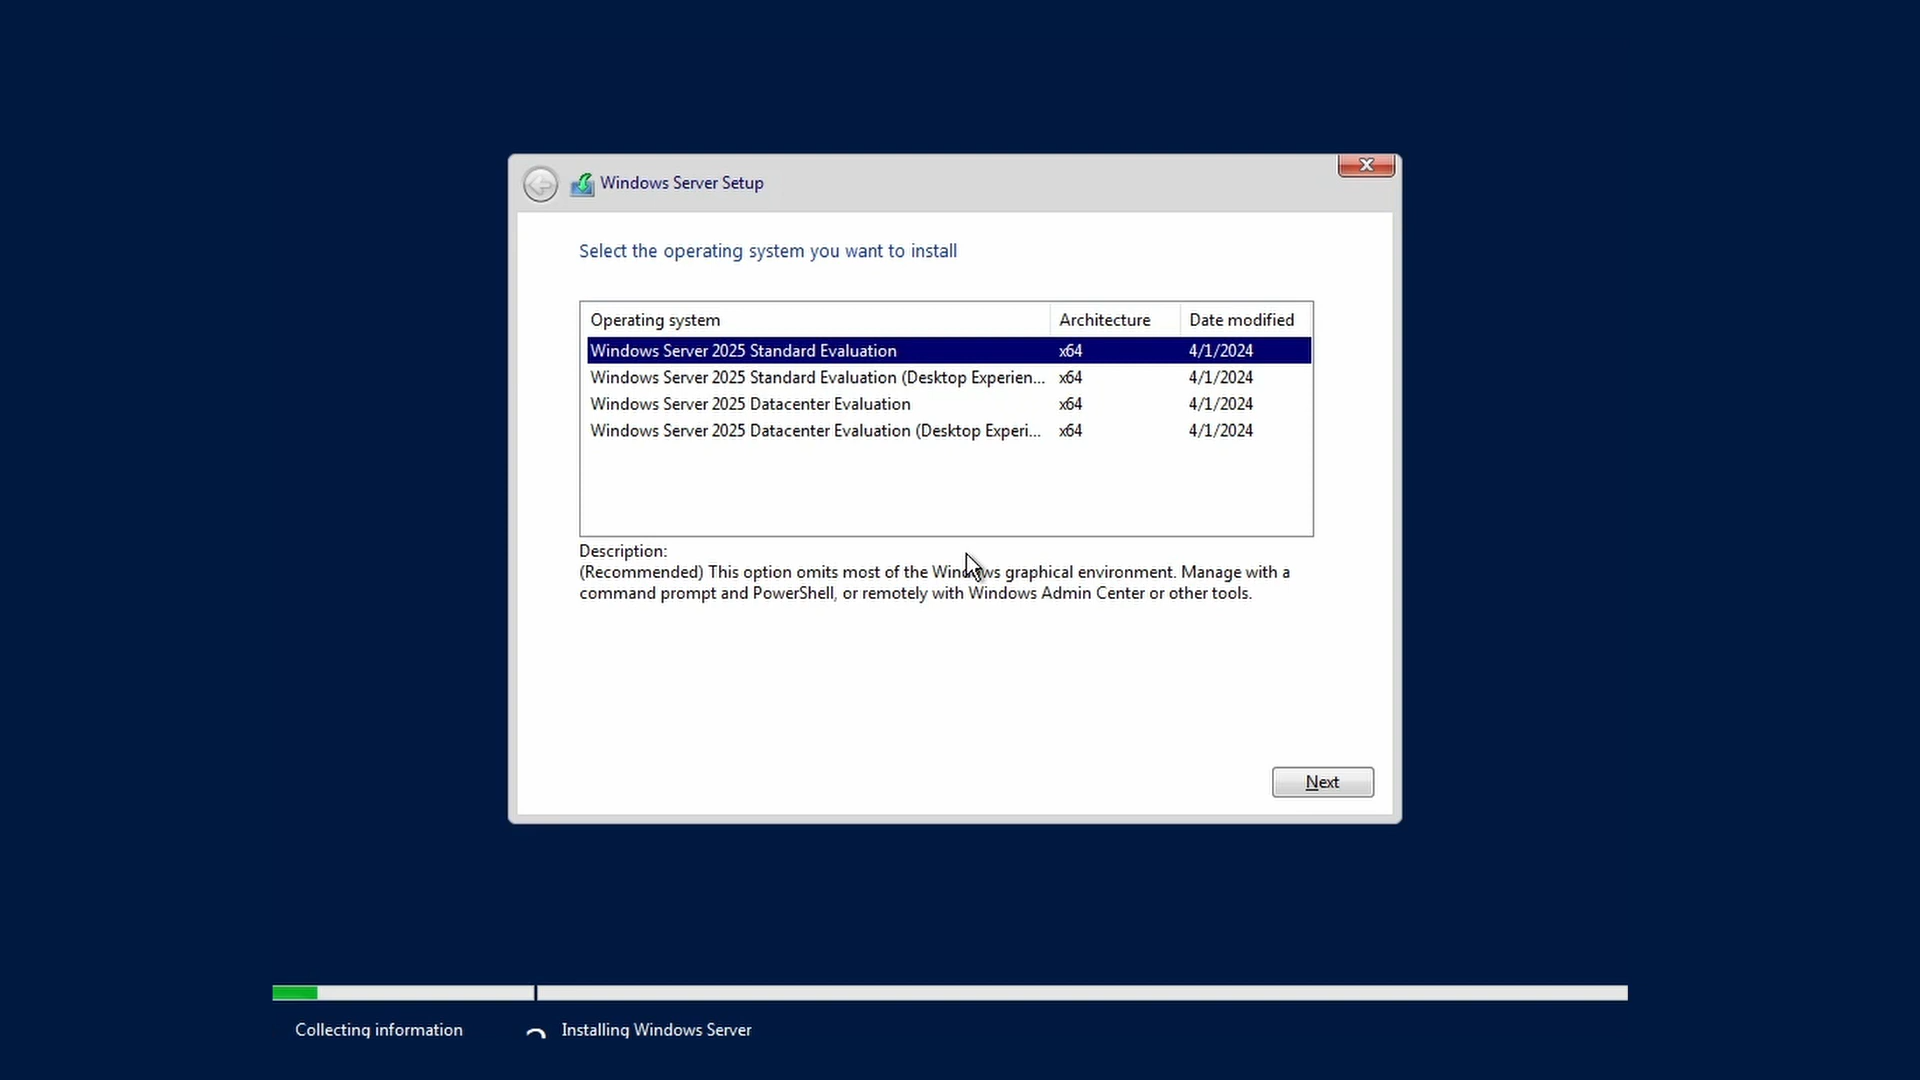 Windows Server Setup
Select the operating system you want to install
Operating system Architecture Date modified
Windows Server 2025 Standard Evaluation x64 4/1/2024
Windows Server 2025 Standard Evaluation (Desktop Experien... x64 4/1/2024
Windows Server 2025 Datacenter Evaluation x64 4/1/2024
Windows Server 2025 Datacenter Evaluation (Desktop Experi... x64 4/1/2024
Description:
(Recommended) This option omits most of the Windows graphical environment. Manage with a
command prompt and PowerShell, or remotely with Windows Admin Center or other tools.
Next
Collecting information Installing Windows Server